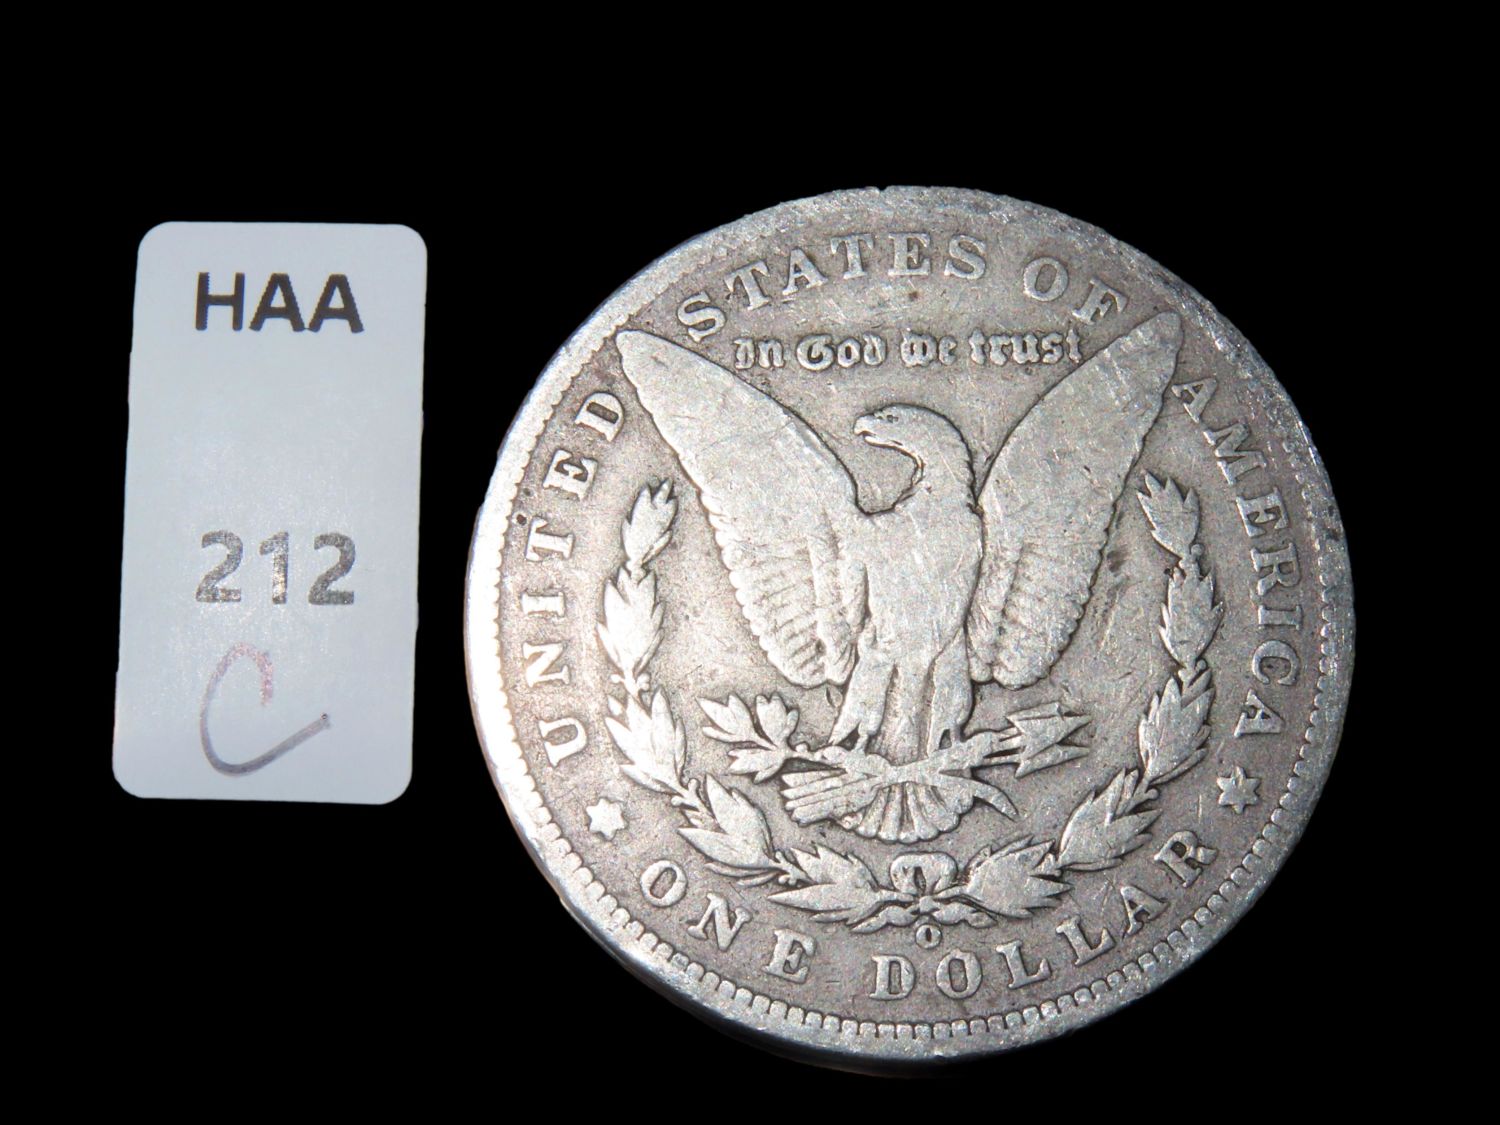 HAA
212
C
UNITED STATES OF AMERICA
In God we trust
O
ONE DOLLAR